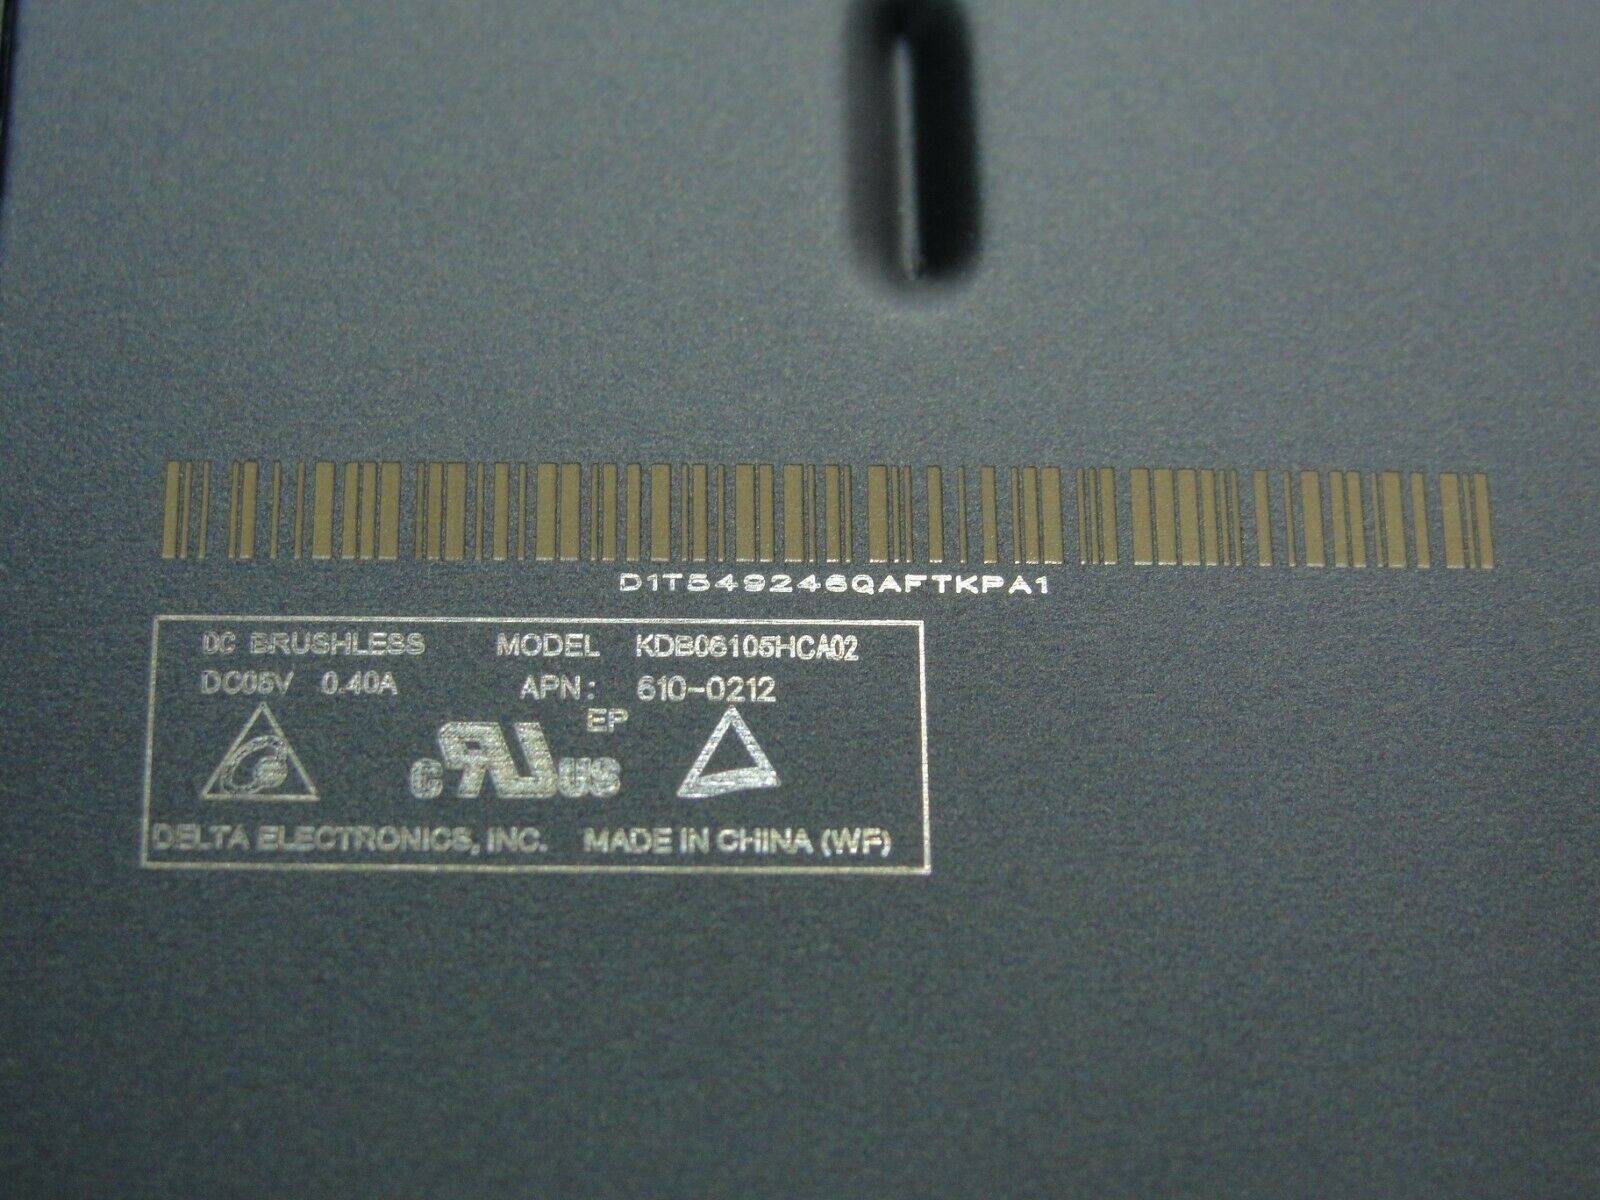 D1T549246QAFTKPA1
DC BRUSHLESS MODEL KDB06105HCA02
DC05V 0.40A APN: 610-0212
EP
c RU US
DELTA ELECTRONICS, INC. MADE IN CHINA (WF)